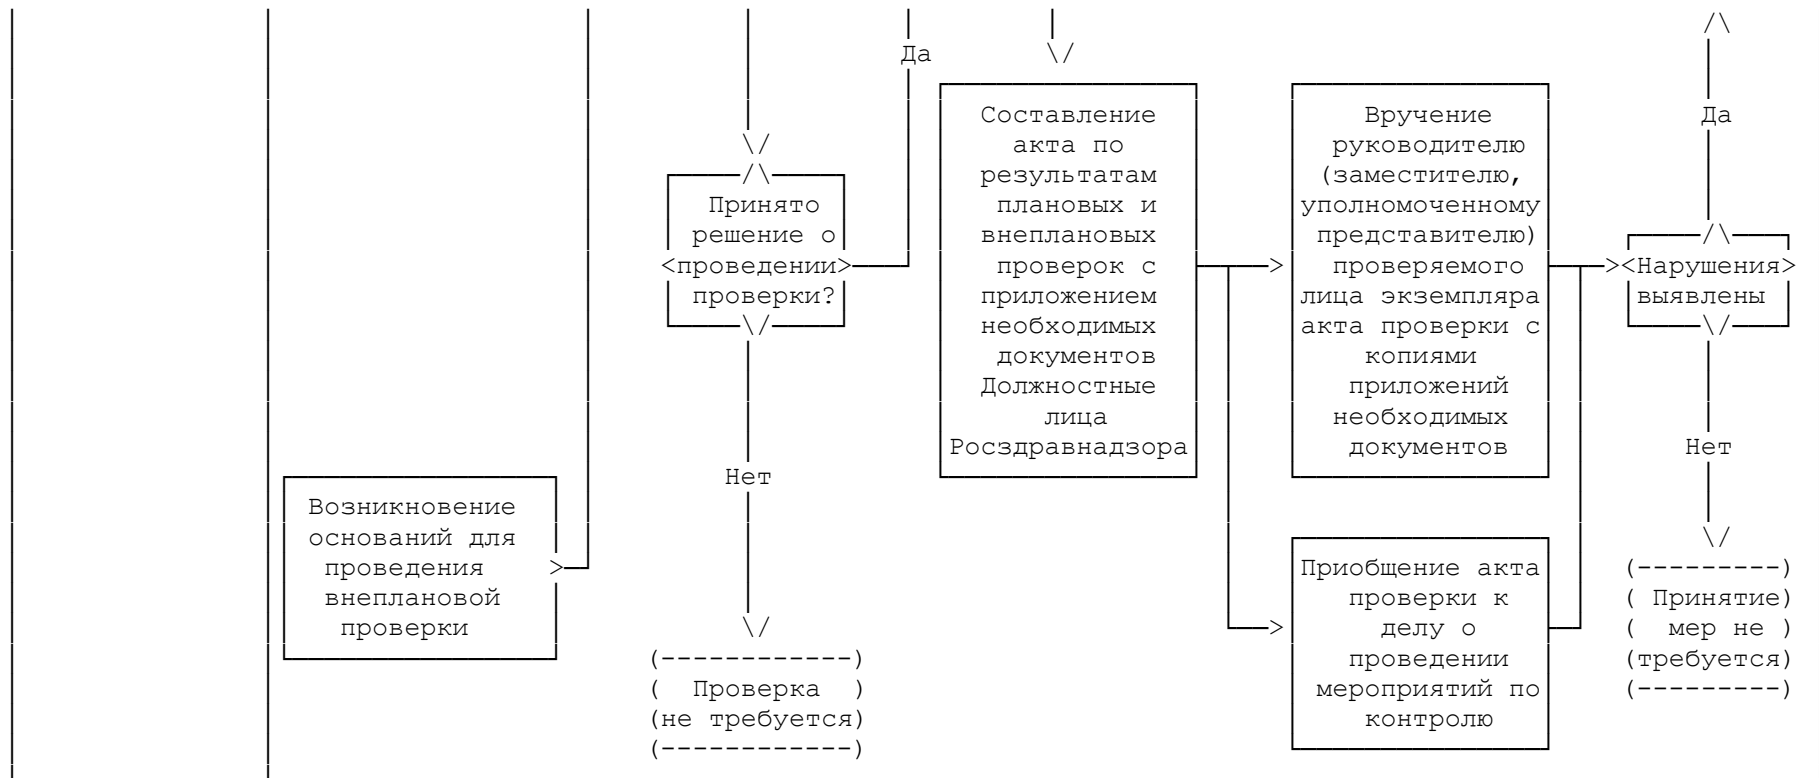 Да
Составление
акта по
результатам
плановых и
внеплановых
проверок с
приложением
необходимых
документов
Должностные
лица
Росздравнадзора
Вручение
руководителю
(заместителю,
уполномоченному
представителю)
проверяемого
лица экземпляра
акта проверки с
копиями
приложений
необходимых
документов
Да
Принято
решение о
<проведении>
проверки?
<Нарушения>
выявлены
Нет
Нет
Возникновение
оснований для
проведения
внеплановой
проверки
Приобщение акта
проверки к
делу о
проведении
мероприятий по
контролю
(---------)
( Принятие)
( мер не )
(требуется)
(---------)
(------------)
( Проверка )
(не требуется)
(------------)